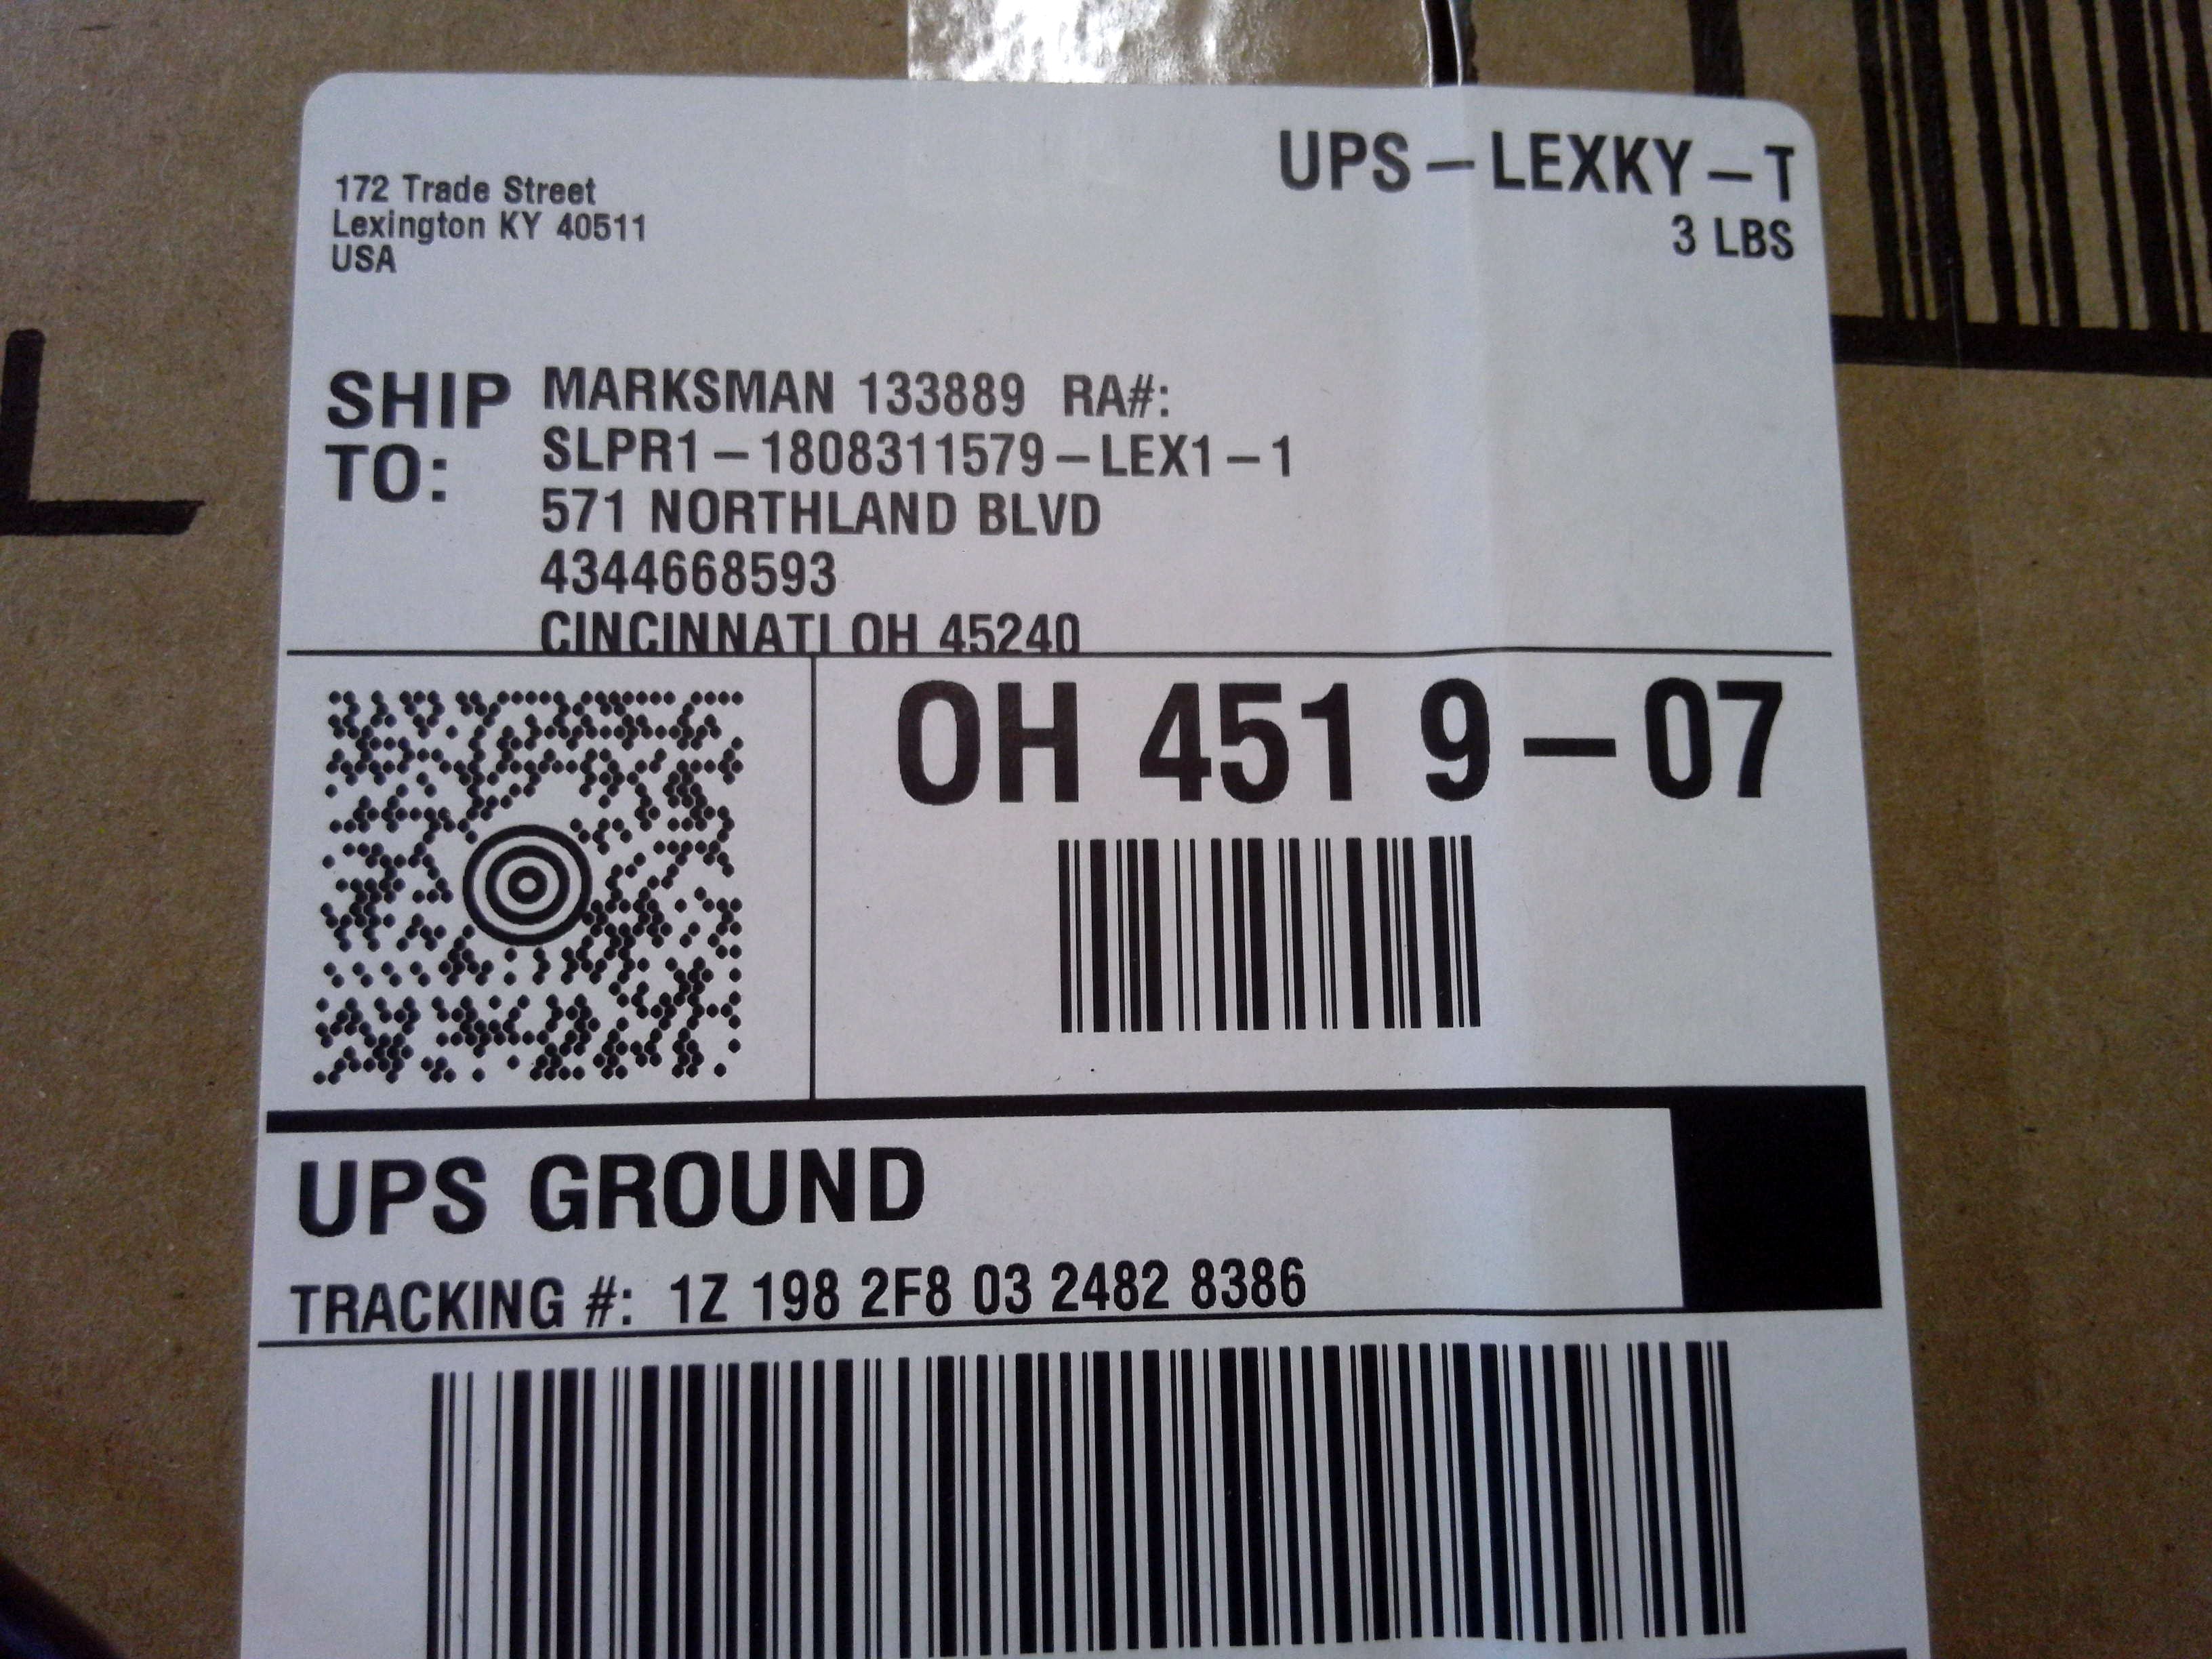 UPS – LEXKY – T
3 LBS
172 Trade Street
Lexington KY 40511
USA
SHIP TO:
MARKSMAN 133889 RA#:
SLPR1 – 1808311579 – LEX1 – 1
571 NORTHLAND BLVD
4344668593
CINCINNATI OH 45240
OH 451 9 – 07
UPS GROUND
TRACKING #: 1Z 198 2F8 03 2482 8386